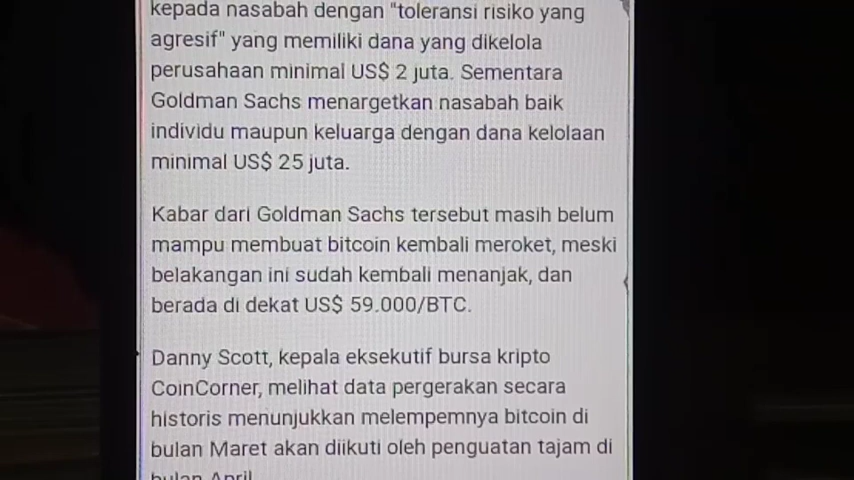 kepada nasabah dengan "toleransi risiko yang
agresif" yang memiliki dana yang dikelola
perusahaan minimal US$ 2 juta. Sementara
Goldman Sachs menargetkan nasabah baik
individu maupun keluarga dengan dana kelolaan
minimal US$ 25 juta.
Kabar dari Goldman Sachs tersebut masih belum
mampu membuat bitcoin kembali meroket, meski
belakangan ini sudah kembali menanjak, dan
berada di dekat US$ 59.000/BTC.
Danny Scott, kepala eksekutif bursa kripto
CoinCorner, melihat data pergerakan secara
historis menunjukkan melempemnya bitcoin di
bulan Maret akan diikuti oleh penguatan tajam di
bulan April